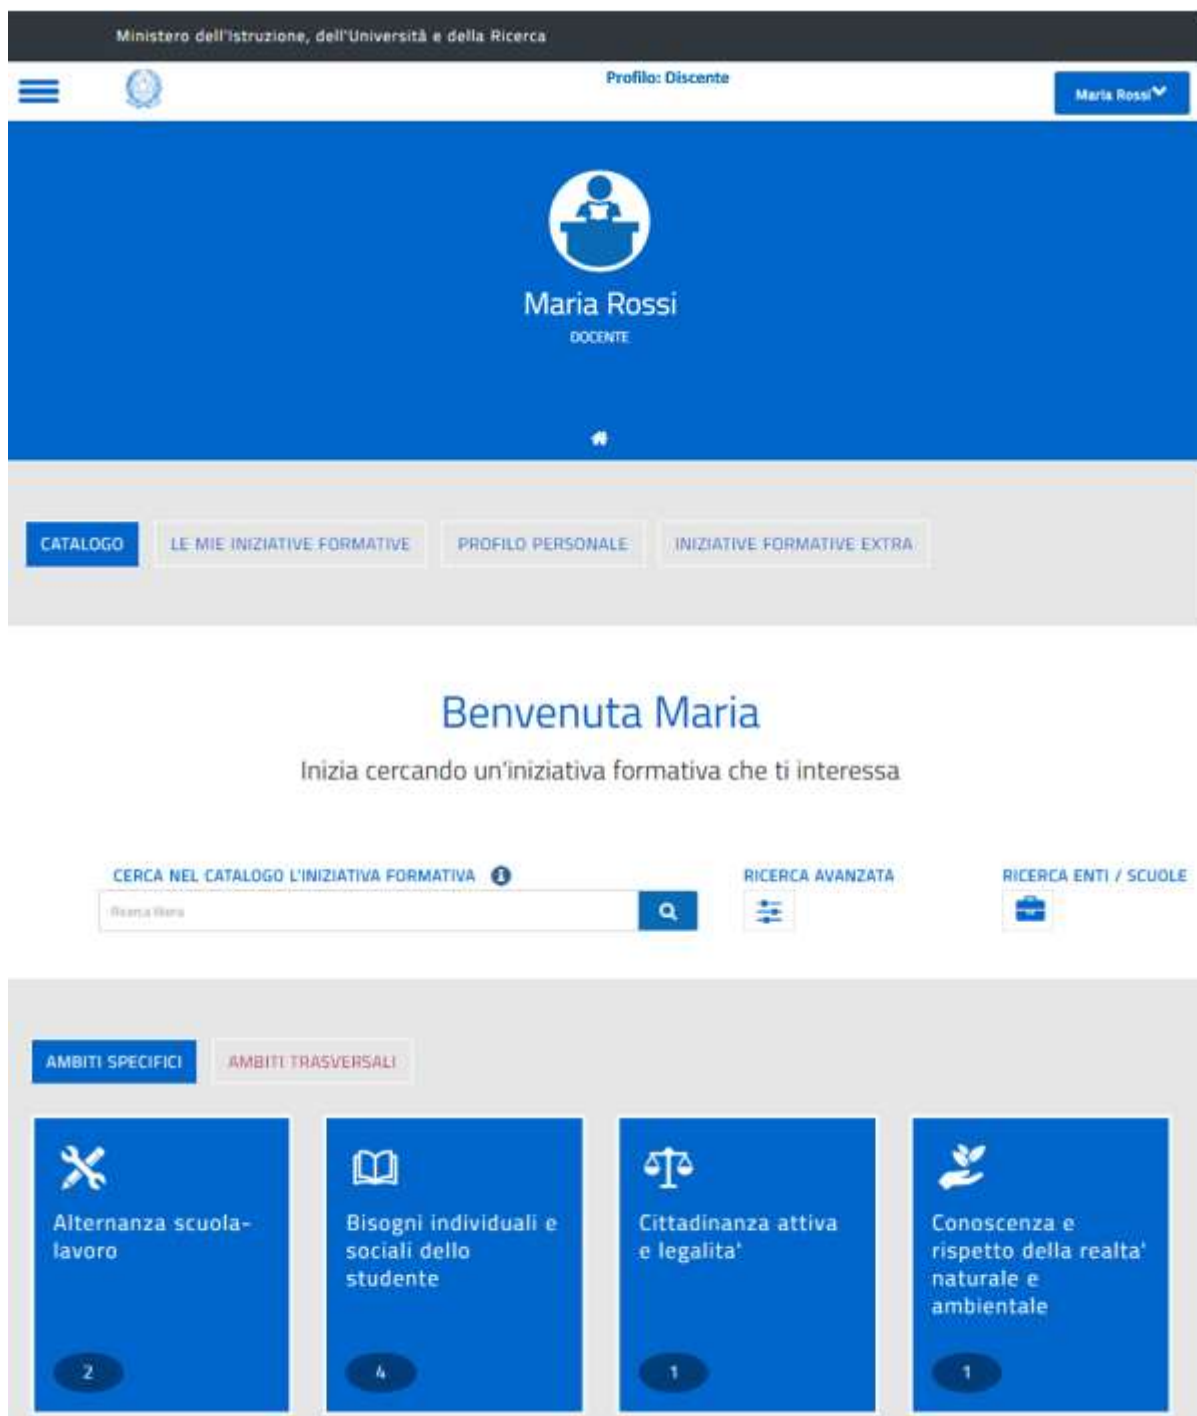 Ministero dell'Istruzione, dell'Università e della Ricerca
Profilo: Discente
Maria Rossi
Maria Rossi
DOCENTE
CATALOGO
LE MIE INIZIATIVE FORMATIVE
PROFILO PERSONALE
INIZIATIVE FORMATIVE EXTRA
Benvenuta Maria
Inizia cercando un'iniziativa formativa che ti interessa
CERCA NEL CATALOGO L'INIZIATIVA FORMATIVA
RICERCA AVANZATA
RICERCA ENTI / SCUOLE
Ricerca libera
AMBITI SPECIFICI
AMBITI TRASVERSALI
Alternanza scuola-
lavoro
2
Bisogni individuali e
sociali dello
studente
4
Cittadinanza attiva
e legalita'
1
Conoscenza e
rispetto della realta'
naturale e
ambientale
1